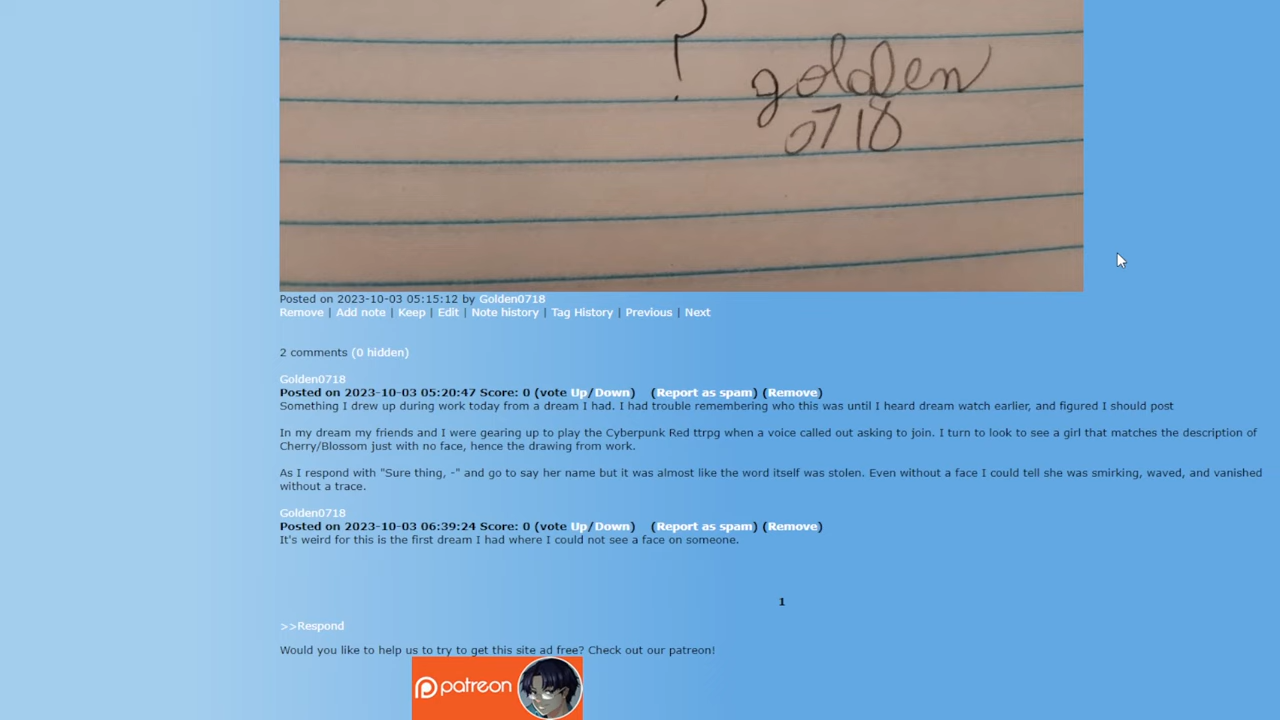 ?
golden
0718
Posted on 2023-10-03 05:15:12 by Golden0718
Remove | Add note | Keep | Edit | Note history | Tag History | Previous | Next
2 comments (0 hidden)
Golden0718
Posted on 2023-10-03 05:20:47 Score: 0 (vote Up/Down) (Report as spam) (Remove)
Something I drew up during work today from a dream I had. I had trouble remembering who this was until I heard dream watch earlier, and figured I should post
In my dream my friends and I were gearing up to play the Cyberpunk Red ttrpg when a voice called out asking to join. I turn to look to see a girl that matches the description of
Cherry/Blossom just with no face, hence the drawing from work.
As I respond with "Sure thing, -" and go to say her name but it was almost like the word itself was stolen. Even without a face I could tell she was smirking, waved, and vanished
without a trace.
Golden0718
Posted on 2023-10-03 06:39:24 Score: 0 (vote Up/Down) (Report as spam) (Remove)
It's weird for this is the first dream I had where I could not see a face on someone.
1
>>Respond
Would you like to help us to try to get this site ad free? Check out our patreon!
patreon